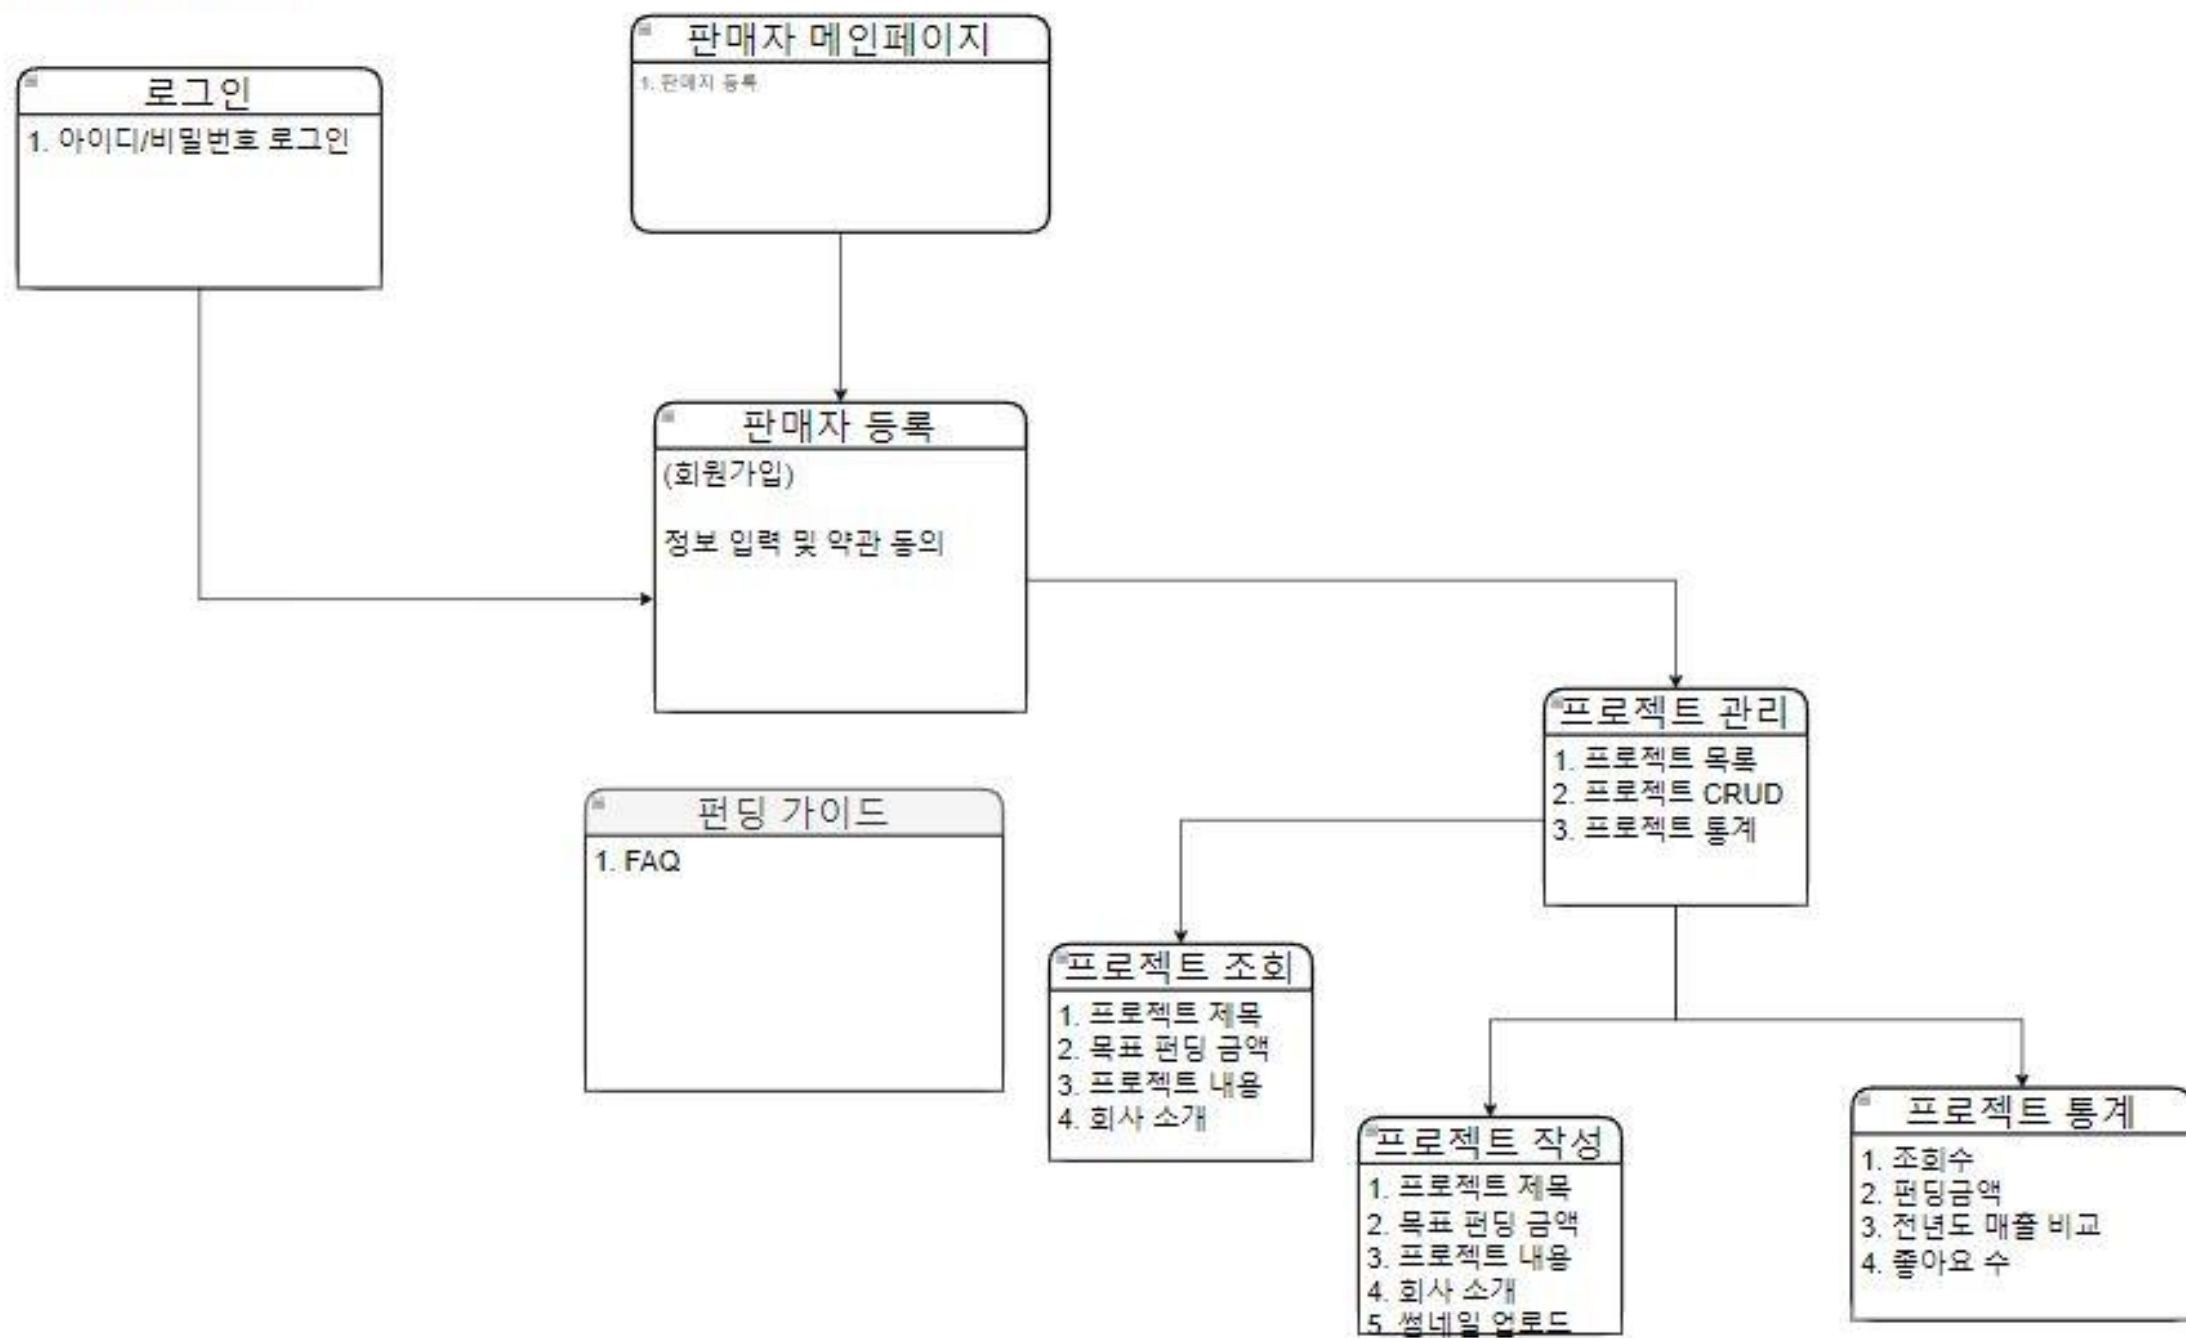 판매자 메인페이지
1. 판매자 등록
로그인
1. 아이디/비밀번호 로그인
판매자 등록
(회원가입)
정보 입력 및 약관 동의
프로젝트 관리
1. 프로젝트 목록
2. 프로젝트 CRUD
3. 프로젝트 통계
펀딩 가이드
1. FAQ
프로젝트 조회
1. 프로젝트 제목
2. 목표 펀딩 금액
3. 프로젝트 내용
4. 회사 소개
프로젝트 작성
1. 프로젝트 제목
2. 목표 펀딩 금액
3. 프로젝트 내용
4. 회사 소개
5. 썸네일 업로드
프로젝트 통계
1. 조회수
2. 펀딩금액
3. 전년도 매출 비교
4. 좋아요 수